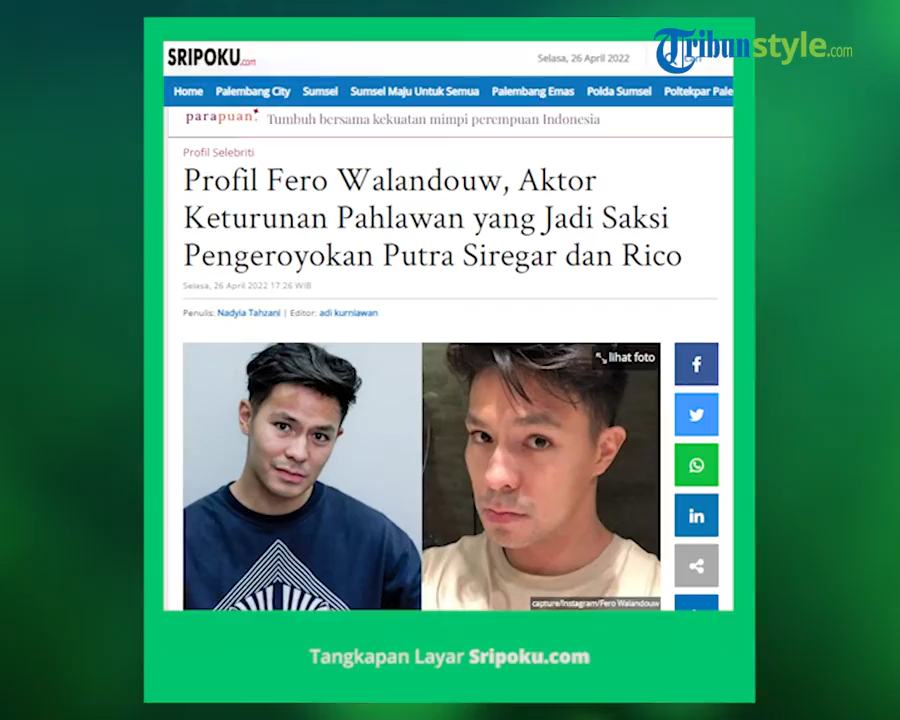 Tribunstyle.com
SRIPOKU.com
Selasa, 26 April 2022
Cari
Home Palembang City Sumsel Sumsel Maju Untuk Semua Palembang Emas Polda Sumsel Poltekpar Pale
parapuan. Tumbuh bersama kekuatan mimpi perempuan Indonesia
Profil Selebriti
Profil Fero Walandouw, Aktor
Keturunan Pahlawan yang Jadi Saksi
Pengeroyokan Putra Siregar dan Rico
Selasa, 26 April 2022 17:26 WIB
Penulis: Nadyia Tahzani | Editor: adi kurniawan
lihat foto
capture/Instagram/Fero Walandouw
Tangkapan Layar Sripoku.com